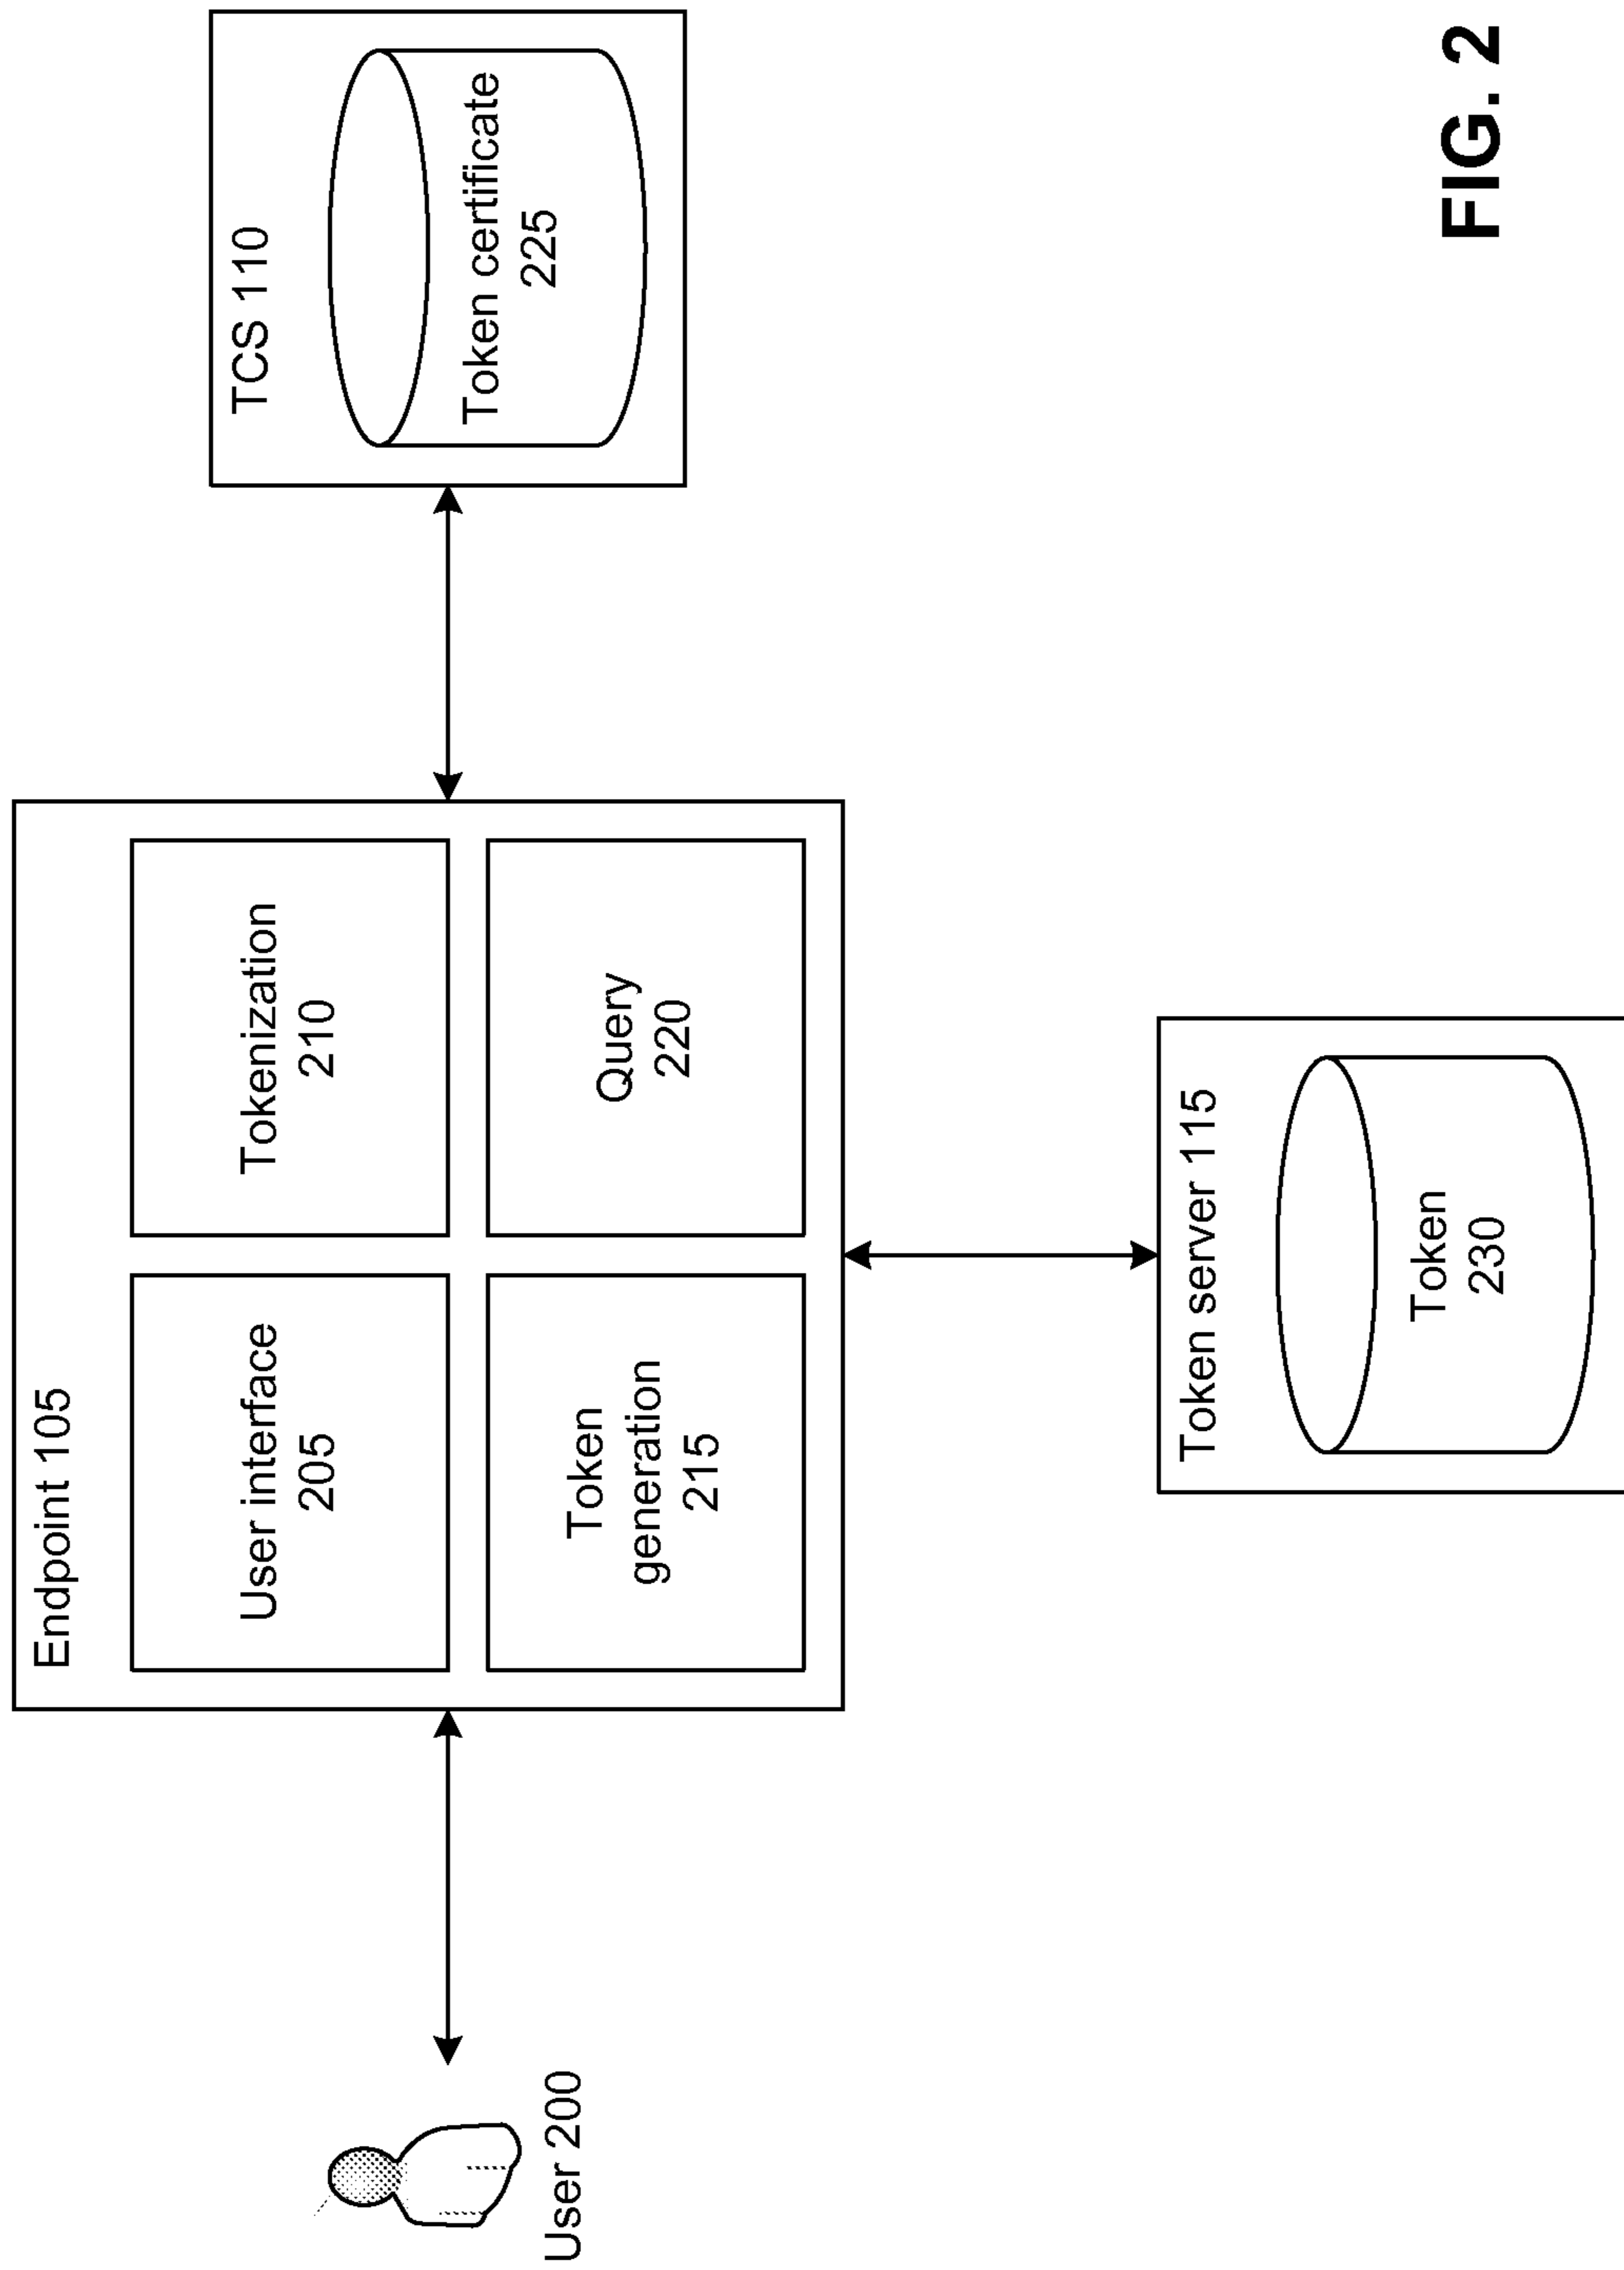 Endpoint 105
User interface
205
Tokenization
210
Token
generation
215
Query
220
TCS 110
Token certificate
225
User 200
Token server 115
Token
230
FIG. 2